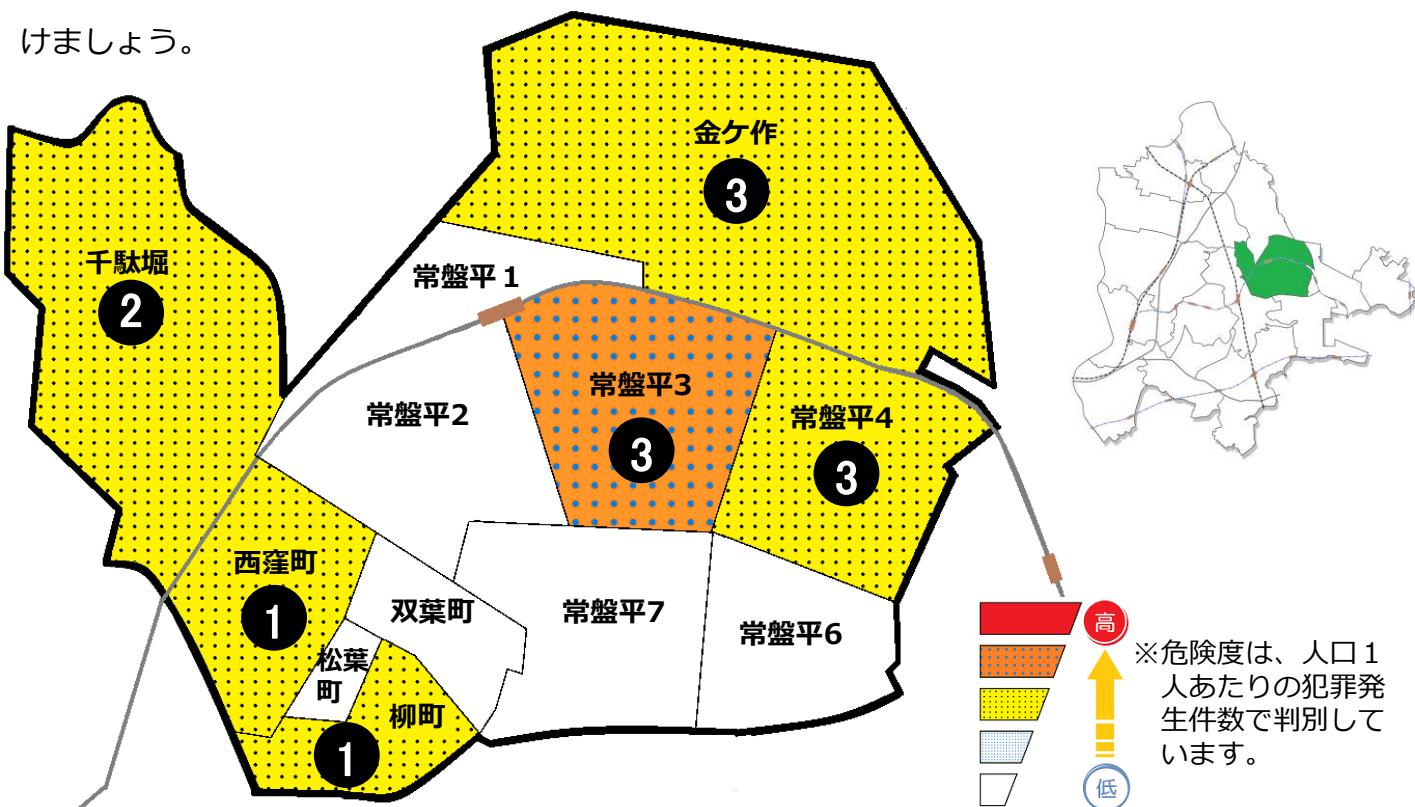 けましょう。
金ケ作
3
千駄堀
2
常盤平１
常盤平3
3
常盤平2
常盤平4
3
西窪町
1
双葉町
常盤平7
常盤平6
松葉
町
柳町
1
高
※危険度は、人口１
人あたりの犯罪発
生件数で判別して
います。
低